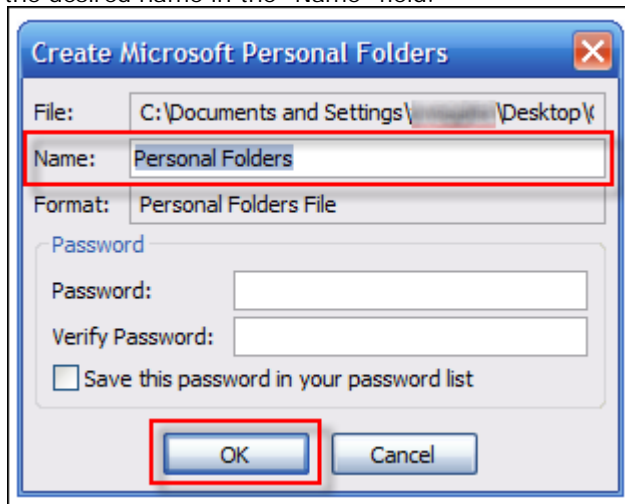 the desired name in the "Name" field.
Create Microsoft Personal Folders
File: C:\Documents and Settings\ \Desktop\
Name: Personal Folders
Format: Personal Folders File
Password
Password:
Verify Password:
Save this password in your password list
OK Cancel